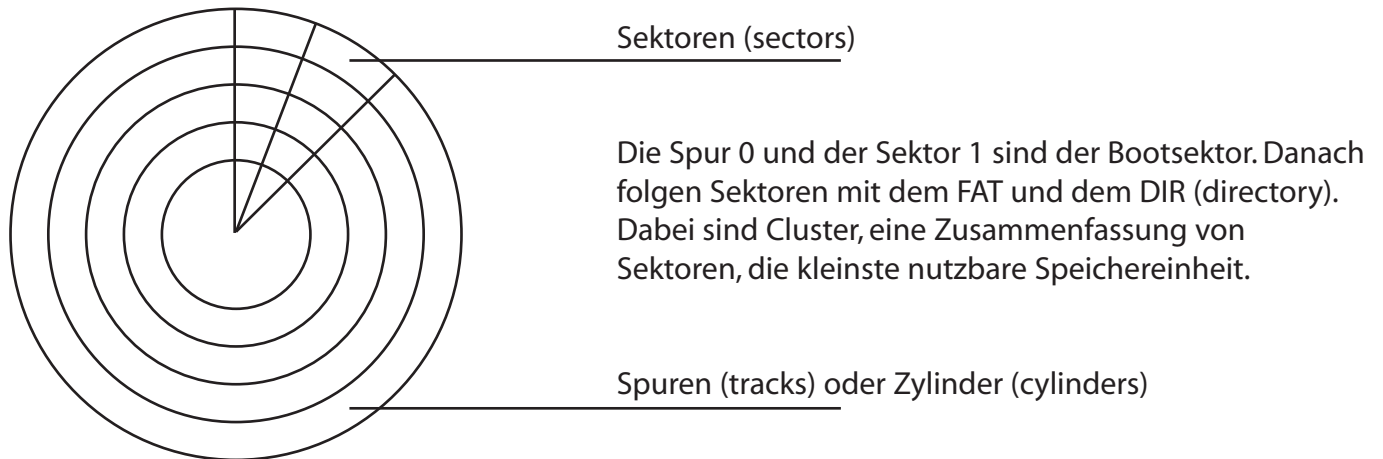 Sektoren (sectors)
Die Spur 0 und der Sektor 1 sind der Bootsektor. Danach
folgen Sektoren mit dem FAT und dem DIR (directory).
Dabei sind Cluster, eine Zusammenfassung von
Sektoren, die kleinste nutzbare Speichereinheit.
Spuren (tracks) oder Zylinder (cylinders)